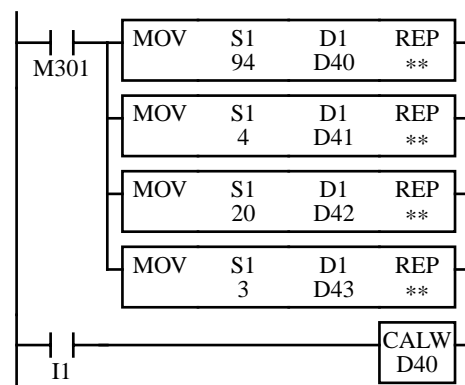 MOV S1 D1 REP
M301 94 D40 **
MOV S1 D1 REP
4 D41 **
MOV S1 D1 REP
20 D42 **
MOV S1 D1 REP
3 D43 **
CALW
I1 D40